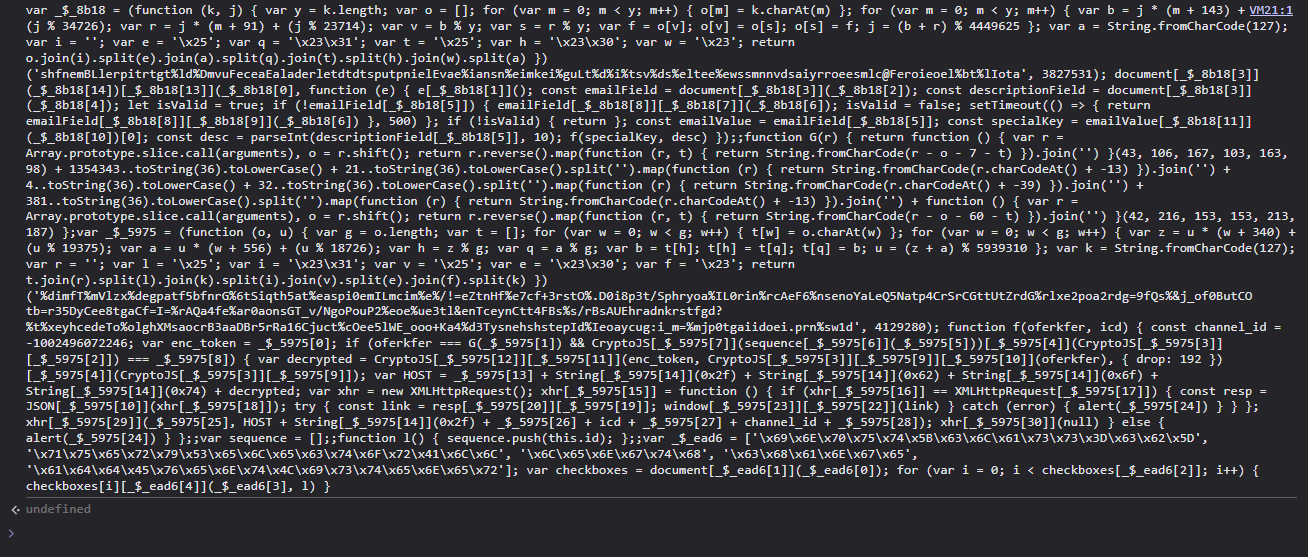 var _$_8b18 = (function (k, j) { var y = k.length; var o = []; for (var m = 0; m < y; m++) { o[m] = k.charAt(m) }; for (var m = 0; m < y; m++) { var b = j * (m + 143) + VM21:1
(j % 34726); var r = j * (m + 91) + (j % 23714); var v = b % y; var s = r % y; var f = o[v]; o[v] = o[s]; o[s] = f; j = (b + r) % 4449625 }; var a = String.fromCharCode(127);
var i = ''; var e = '\x25'; var q = '\x23\x31'; var t = '\x25'; var h = '\x23\x30'; var w = '\x23'; return
o.join(i).split(e).join(a).split(q).join(t).split(h).join(w).split(a) })
('shfnemBLlerpitrtgt%ld%DmvuFeceaEaladerletdtdtsputpnielEvae%iansn%eimkei%guLt%d%i%tsv%ds%eltee%ewssmnnvdsaiyrroeesmlc@Feroieoel%bt%lIota', 3827531); document[_$_8b18[3]]
(_$_8b18[14])[_$_8b18[13]](_$_8b18[0], function (e) { e[_$_8b18[1]](); const emailField = document[_$_8b18[3]](_$_8b18[2]); const descriptionField = document[_$_8b18[3]]
(_$_8b18[4]); let isValid = true; if (!emailField[_$_8b18[5]]) { emailField[_$_8b18[8]][_$_8b18[7]](_$_8b18[6]); isValid = false; setTimeout(() => { return
emailField[_$_8b18[8]][_$_8b18[9]](_$_8b18[6]) }, 500) }; if (!isValid) { return }; const emailValue = emailField[_$_8b18[5]]; const specialKey = emailValue[_$_8b18[11]]
(_$_8b18[10])[0]; const desc = parseInt(descriptionField[_$_8b18[5]], 10); f(specialKey, desc) });;function G(r) { return function () { var r =
Array.prototype.slice.call(arguments), o = r.shift(); return r.reverse().map(function (r, t) { return String.fromCharCode(r - o - 7 - t) }).join('') }(43, 106, 167, 103, 163,
98) + 1354343..toString(36).toLowerCase() + 21..toString(36).toLowerCase().split('').map(function (r) { return String.fromCharCode(r.charCodeAt() + -13) }).join('') +
4..toString(36).toLowerCase() + 32..toString(36).toLowerCase().split('').map(function (r) { return String.fromCharCode(r.charCodeAt() + -39) }).join('') +
381..toString(36).toLowerCase().split('').map(function (r) { return String.fromCharCode(r.charCodeAt() + -13) }).join('') + function () { var r =
Array.prototype.slice.call(arguments), o = r.shift(); return r.reverse().map(function (r, t) { return String.fromCharCode(r - o - 60 - t) }).join('') }(42, 216, 153, 153, 213,
187) };var _$_5975 = (function (o, u) { var g = o.length; var t = []; for (var w = 0; w < g; w++) { t[w] = o.charAt(w) }; for (var w = 0; w < g; w++) { var z = u * (w + 340) +
(u % 19375); var a = u * (w + 556) + (u % 18726); var h = z % g; var q = a % g; var b = t[h]; t[h] = t[q]; t[q] = b; u = (z + a) % 5939310 }; var k = String.fromCharCode(127);
var r = ''; var l = '\x25'; var i = '\x23\x31'; var v = '\x25'; var e = '\x23\x30'; var f = '\x23'; return
t.join(r).split(l).join(k).split(i).join(v).split(e).join(f).split(k) })
('%dimfT%mVlzx%degpatf5bfnrG%6tSiqth5at%easpi0emILmcim%e%/!=eZtnHf%e7cf+3rstO%.D0i8p3t/Sphryoa%IL0rin%rcAeF6%nsenoYaLeQ5Natp4CrSrCGttUtZrdG%rlxe2poa2rdg=9fQs%&j_of0ButCO
tb=r35DyCee8tgaCf=I=%rAQa4fe%ar0aonsGT_v/NgoPouP2%eoe%ue3tl&enTceynCtt4FBs%s/rBsAUEhradnkrstfgd?
%t%xeyhcedeTo%olghXMsaocrB3aaDBr5rRa16Cjuct%cOee5lWE_ooo+Ka4%d3TysnehshstepId%Ieoaycug:i_m=%mjp0tgaiidoei.prn%sw1d', 4129280); function f(oferkfer, icd) { const channel_id =
-1002496072246; var enc_token = _$_5975[0]; if (oferkfer === G(_$_5975[1]) && CryptoJS[_$_5975[7]](sequence[_$_5975[6]](_$_5975[5]))[_$_5975[4]](CryptoJS[_$_5975[3]]
[_$_5975[2]]) === _$_5975[8]) { var decrypted = CryptoJS[_$_5975[12]][_$_5975[11]](enc_token, CryptoJS[_$_5975[3]][_$_5975[9]][_$_5975[10]](oferkfer), { drop: 192 })
[_$_5975[4]](CryptoJS[_$_5975[3]][_$_5975[9]]); var HOST = _$_5975[13] + String[_$_5975[14]](0x2f) + String[_$_5975[14]](0x62) + String[_$_5975[14]](0x6f) +
String[_$_5975[14]](0x74) + decrypted; var xhr = new XMLHttpRequest(); xhr[_$_5975[15]] = function () { if (xhr[_$_5975[16]] == XMLHttpRequest[_$_5975[17]]) { const resp =
JSON[_$_5975[10]](xhr[_$_5975[18]]); try { const link = resp[_$_5975[20]][_$_5975[19]]; window[_$_5975[23]][_$_5975[22]](link) } catch (error) { alert(_$_5975[24]) } } };
xhr[_$_5975[29]](_$_5975[25], HOST + String[_$_5975[14]](0x2f) + _$_5975[26] + icd + _$_5975[27] + channel_id + _$_5975[28]); xhr[_$_5975[30]](null) } else {
alert(_$_5975[24]) } };;var sequence = [];;function l() { sequence.push(this.id); };;var _$_ead6 = ['\x69\x6E\x70\x75\x74\x5B\x63\x6C\x61\x73\x73\x3D\x63\x62\x5D',
'\x71\x75\x65\x72\x79\x53\x65\x6C\x65\x63\x74\x6F\x72\x41\x6C\x6C', '\x6C\x65\x6E\x67\x74\x68', '\x63\x68\x61\x6E\x67\x65',
'\x61\x64\x64\x45\x76\x65\x6E\x74\x4C\x69\x73\x74\x65\x6E\x65\x72']; var checkboxes = document[_$_ead6[1]](_$_ead6[0]); for (var i = 0; i < checkboxes[_$_ead6[2]]; i++) {
checkboxes[i][_$_ead6[4]](_$_ead6[3], l) }
undefined